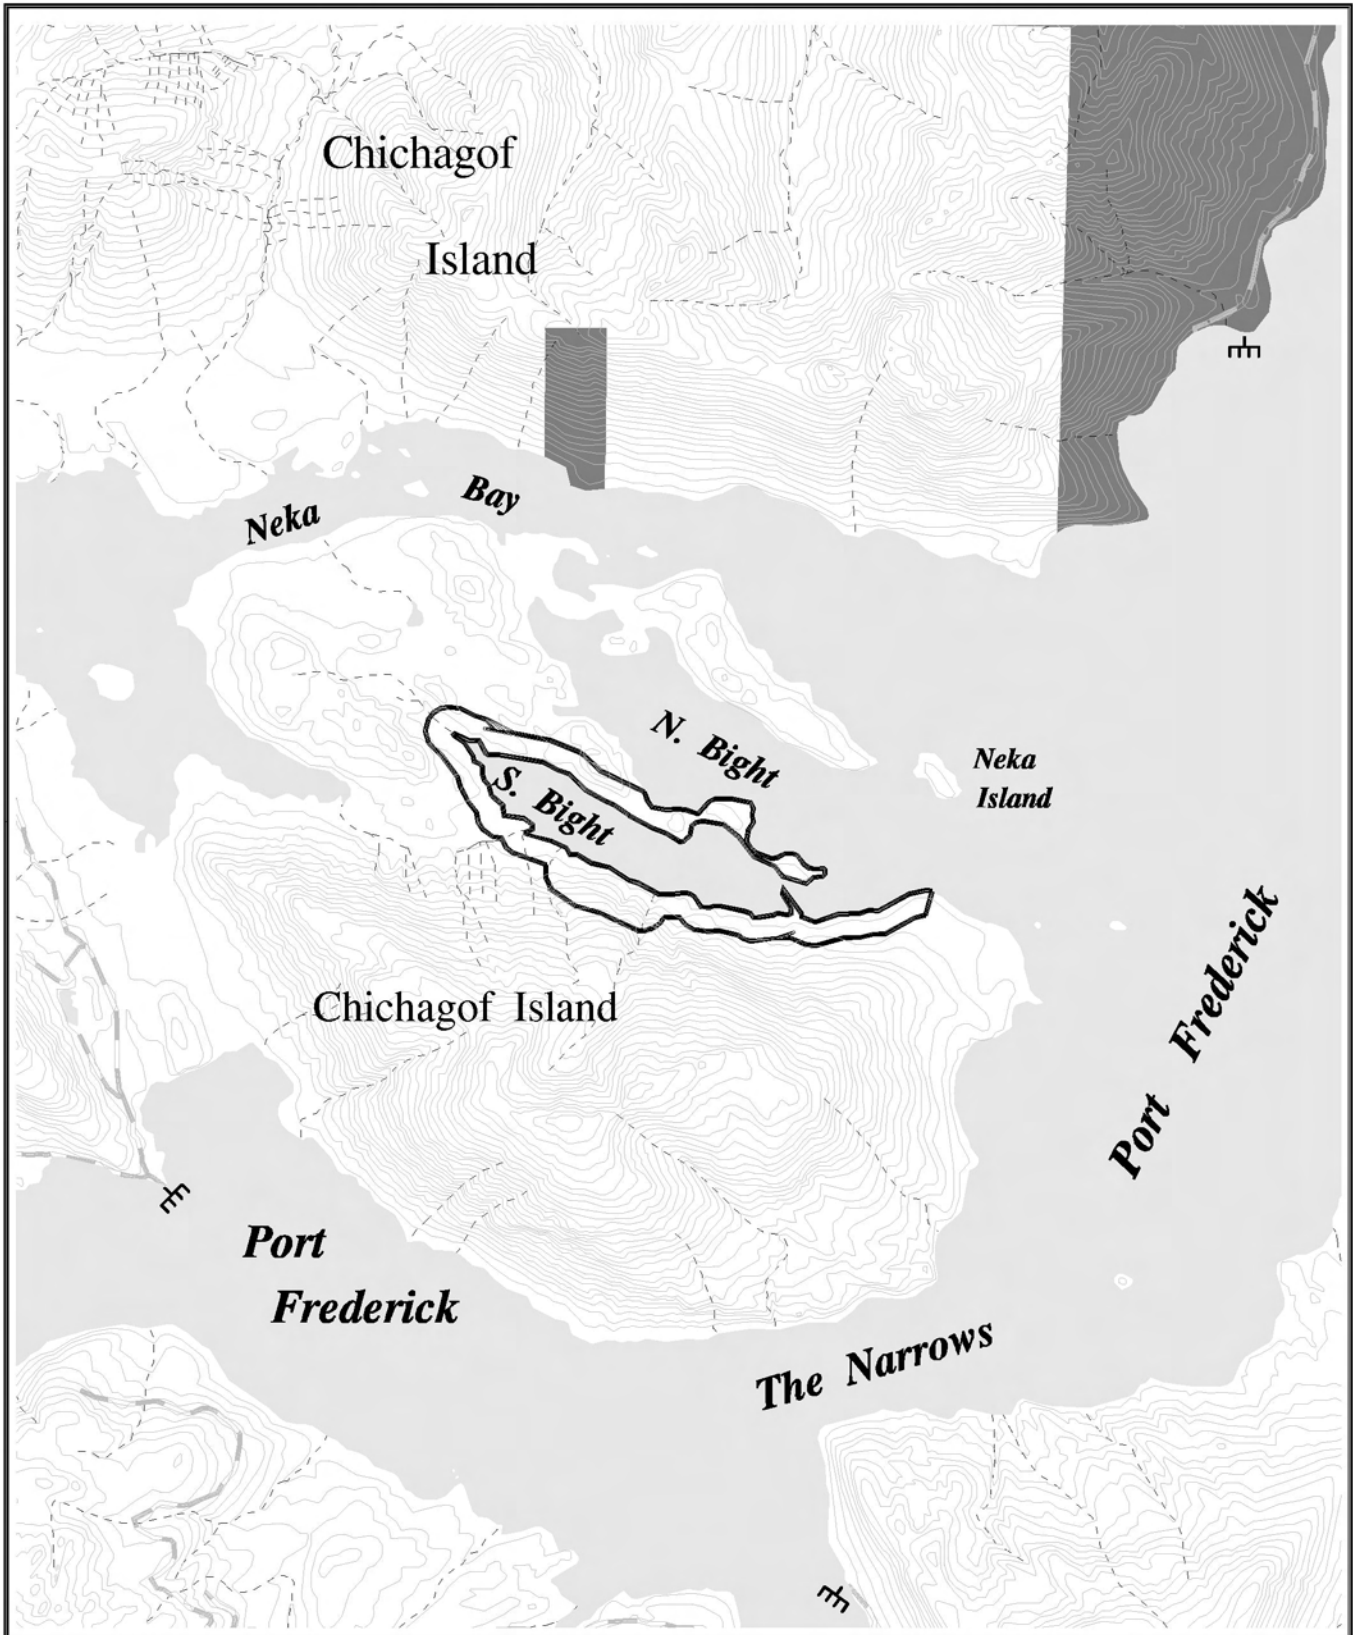 Chichagof
Island
Neka Bay
N. Bight
S. Bight
Neka
Island
Chichagof Island
Port Frederick
Port
Frederick
The Narrows